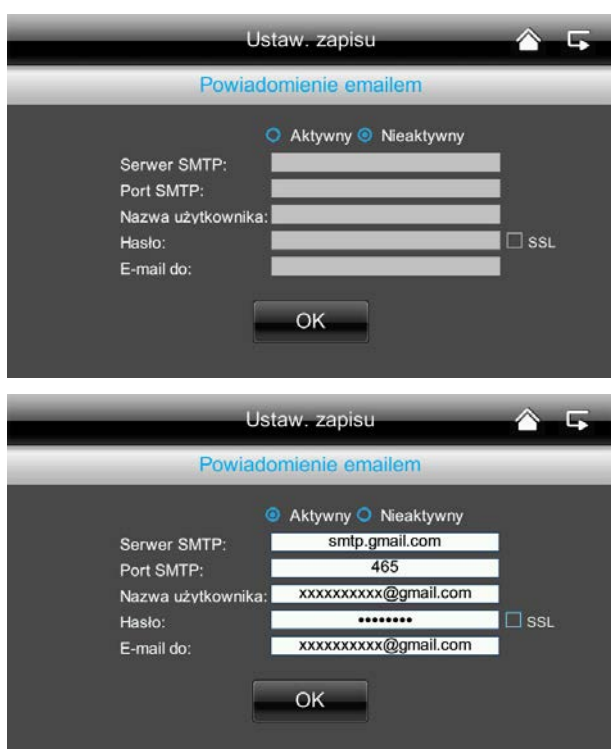 Ustaw. zapisu
Powiadomienie emailem
Aktywny Nieaktywny
Serwer SMTP:
Port SMTP:
Nazwa użytkownika:
Hasło: SSL
E-mail do:
OK
Ustaw. zapisu
Powiadomienie emailem
Aktywny Nieaktywny
Serwer SMTP: smtp.gmail.com
Port SMTP: 465
Nazwa użytkownika: xxxxxxxxxx@gmail.com
Hasło: •••••••• SSL
E-mail do: xxxxxxxxxx@gmail.com
OK